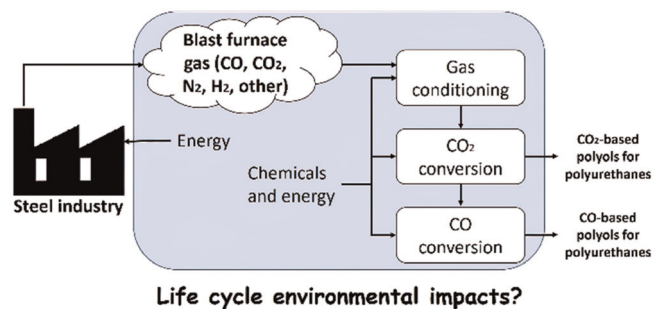 Blast furnace
gas (CO, CO₂,
N₂, H₂, other)
Gas
conditioning
Energy
CO₂
conversion
CO₂-based
polyols for
polyurethanes
Chemicals
and energy
Steel industry
CO
conversion
CO-based
polyols for
polyurethanes
Life cycle environmental impacts?